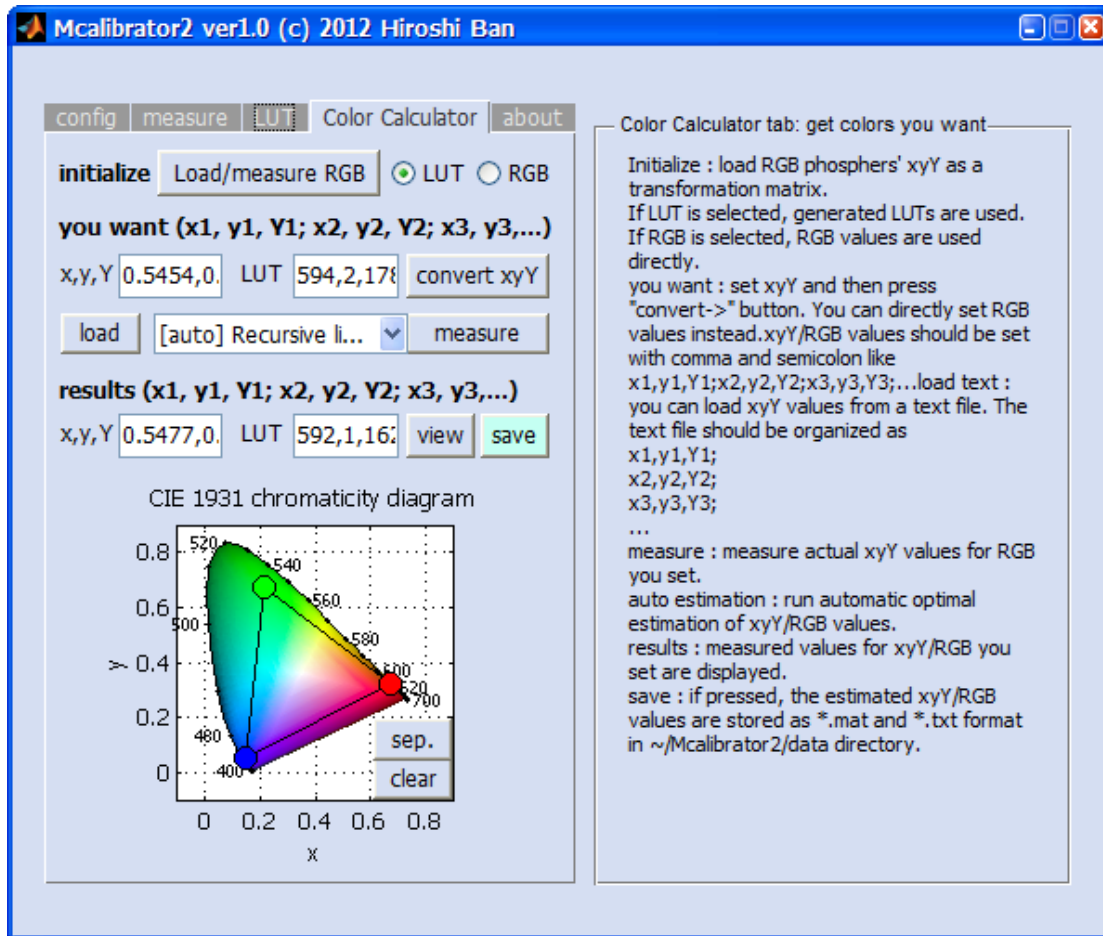 Mcalibrator2 ver1.0 (c) 2012 Hiroshi Ban
config measure LUT Color Calculator about
initialize Load/measure RGB LUT RGB
you want (x1, y1, Y1; x2, y2, Y2; x3, y3,...)
x,y,Y 0.5454,0. LUT 594,2,178 convert xyY
load [auto] Recursive li... measure
results (x1, y1, Y1; x2, y2, Y2; x3, y3,...)
x,y,Y 0.5477,0. LUT 592,1,162 view save
CIE 1931 chromaticity diagram
0.8
0.6
0.4
0.2
0
y
520
540
560
500
580
600
620
700
480
400
sep.
clear
0 0.2 0.4 0.6 0.8
x
Color Calculator tab: get colors you want
Initialize : load RGB phosphers' xyY as a
transformation matrix.
If LUT is selected, generated LUTs are used.
If RGB is selected, RGB values are used
directly.
you want : set xyY and then press
"convert->" button. You can directly set RGB
values instead.xyY/RGB values should be set
with comma and semicolon like
x1,y1,Y1;x2,y2,Y2;x3,y3,Y3;...load text :
you can load xyY values from a text file. The
text file should be organized as
x1,y1,Y1;
x2,y2,Y2;
x3,y3,Y3;
...
measure : measure actual xyY values for RGB
you set.
auto estimation : run automatic optimal
estimation of xyY/RGB values.
results : measured values for xyY/RGB you
set are displayed.
save : if pressed, the estimated xyY/RGB
values are stored as *.mat and *.txt format
in ~/Mcalibrator2/data directory.